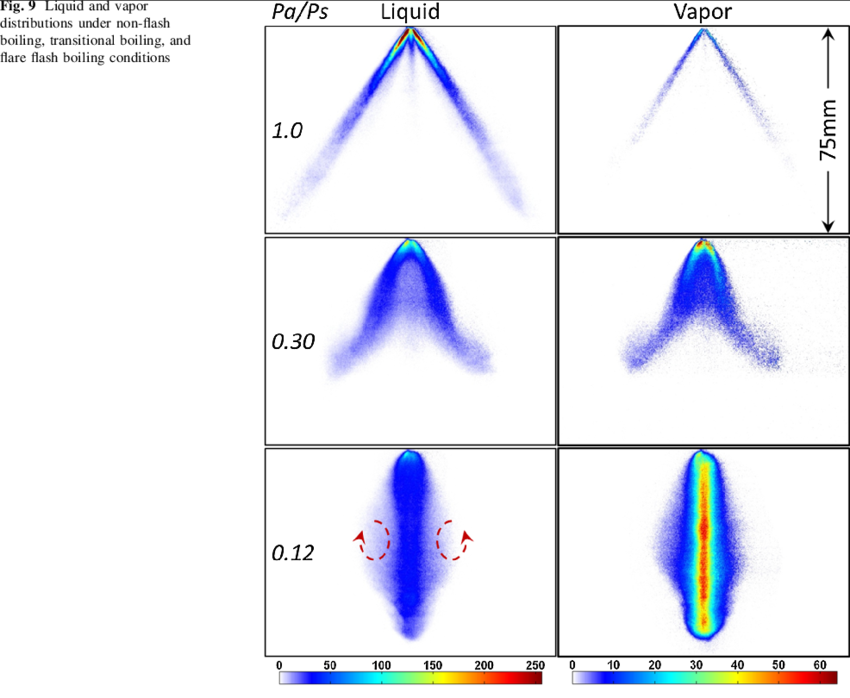 Fig. 9 Liquid and vapor
distributions under non-flash
boiling, transitional boiling, and
flare flash boiling conditions
Pa/Ps Liquid Vapor
1.0
75mm
0.30
0.12
0 50 100 150 200 250
0 10 20 30 40 50 60